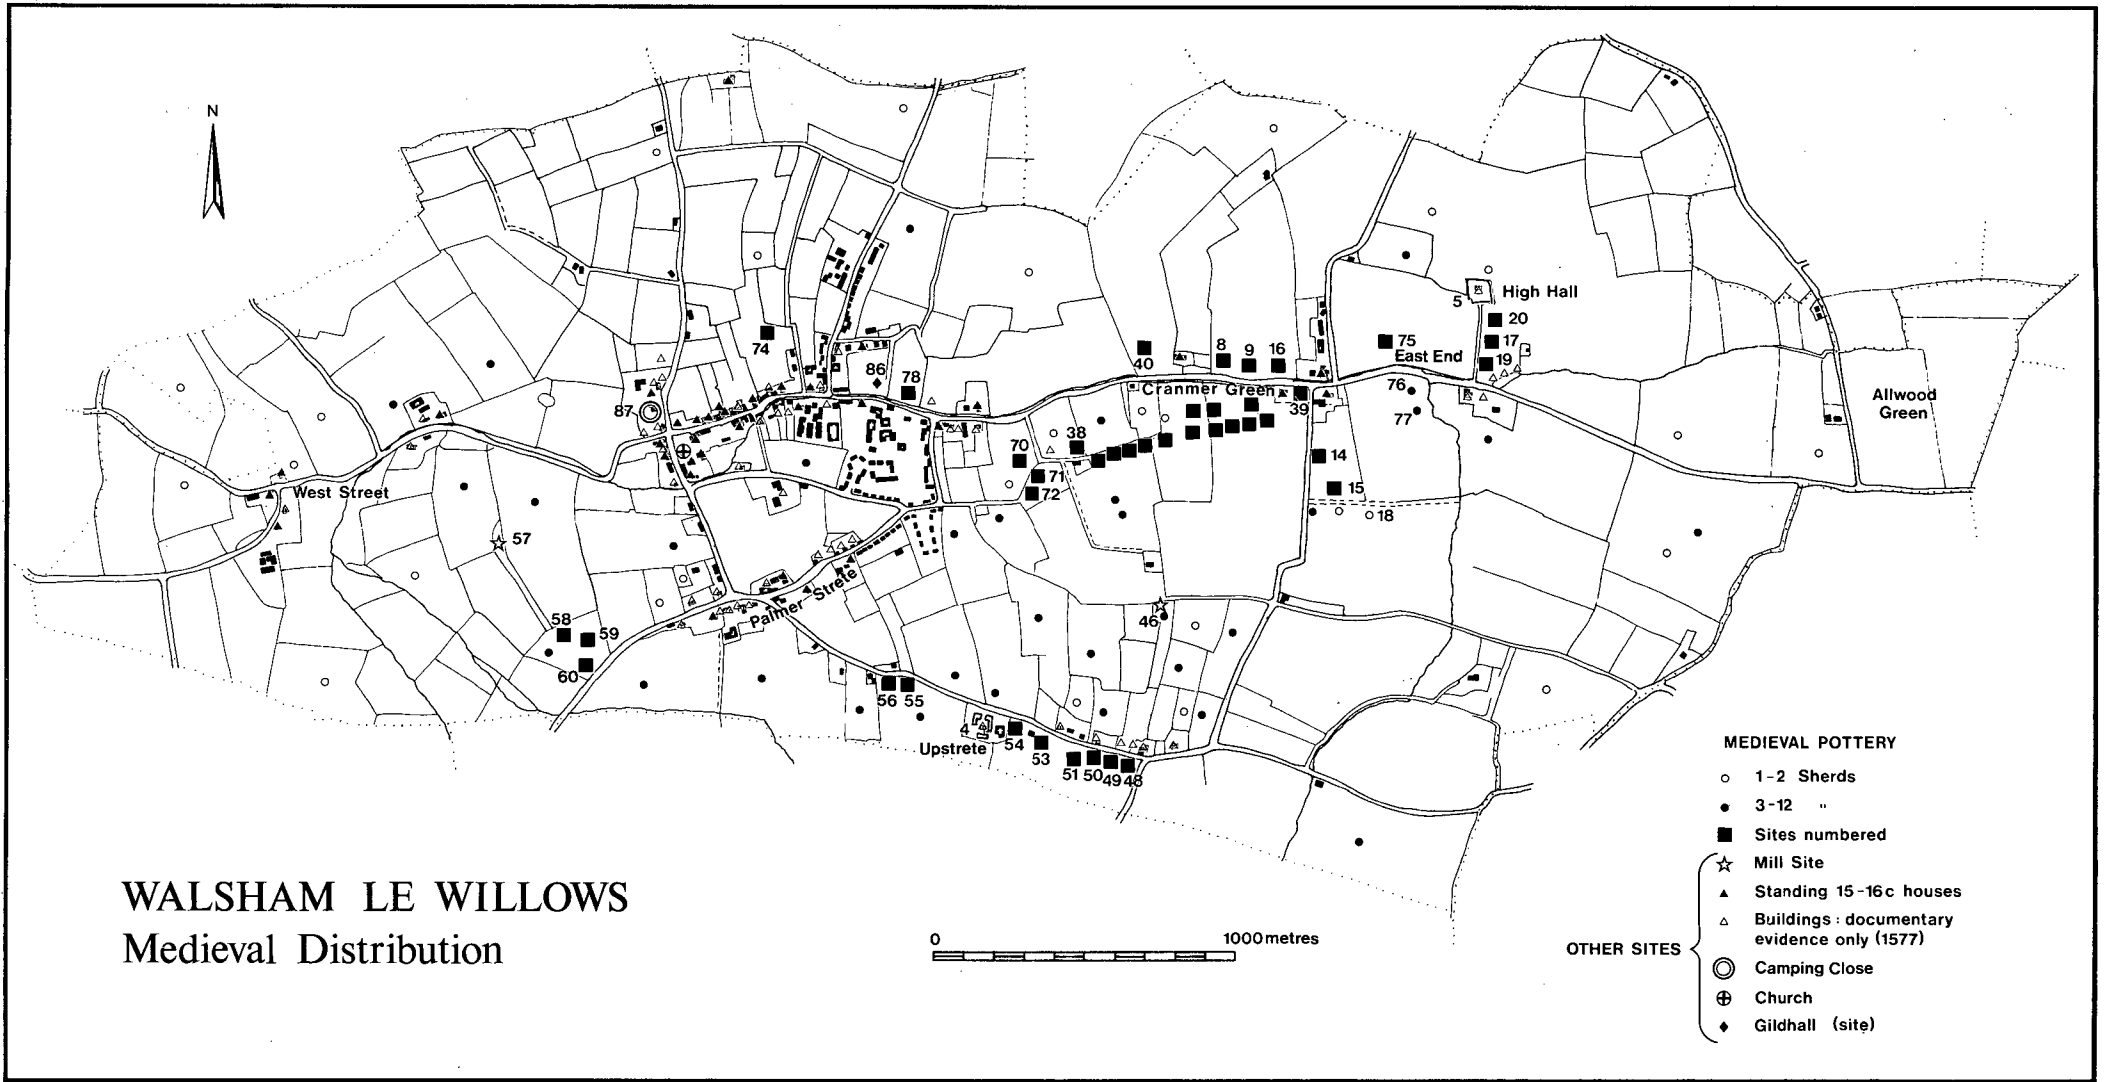 N
5
High Hall
20
17
19
75
East End
76
77
74
86
78
40
8
9
16
Cranmer Green
39
Allwood
Green
87
70
38
71
72
14
15
18
West Street
57
58
59
60
Palmer Strete
46
56
55
4
Upstrete
54
53
51
50
49
48
WALSHAM LE WILLOWS
Medieval Distribution
0
1000 metres
MEDIEVAL POTTERY
1-2 Sherds
3-12 "
Sites numbered
OTHER SITES
Mill Site
Standing 15-16c houses
Buildings : documentary
evidence only (1577)
Camping Close
Church
Gildhall (site)